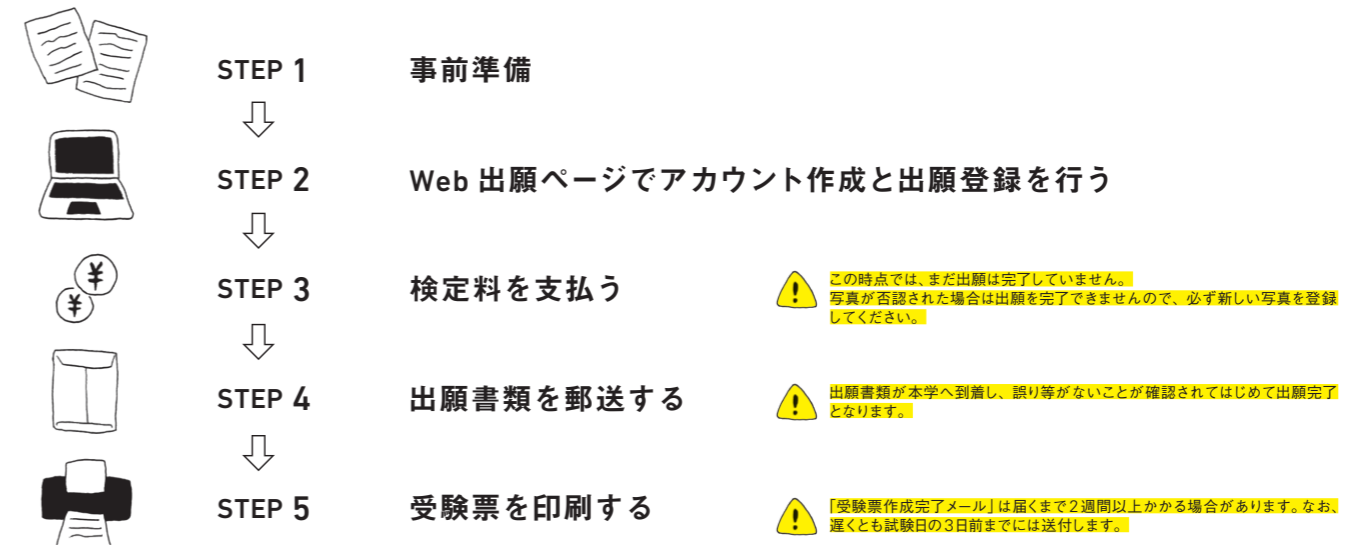 STEP 1 事前準備
STEP 2 Web 出願ページでアカウント作成と出願登録を行う
¥
¥
STEP 3 検定料を支払う
この時点では、まだ出願は完了していません。
写真が否認された場合は出願を完了できませんので、必ず新しい写真を登録
してください。
STEP 4 出願書類を郵送する
出願書類が本学へ到着し、誤り等がないことが確認されてはじめて出願完了
となります。
STEP 5 受験票を印刷する
「受験票作成完了メール」は届くまで2週間以上かかる場合があります。なお、
遅くとも試験日の3日前までには送付します。